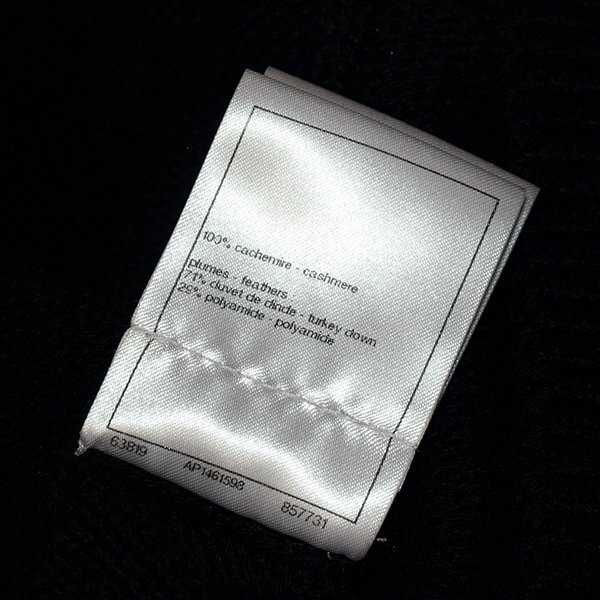 100% cachemire - cashmere
plumes - feathers :
71% duvet de dinde - turkey down
29% polyamide - polyamide
63819 AP1461598 857731